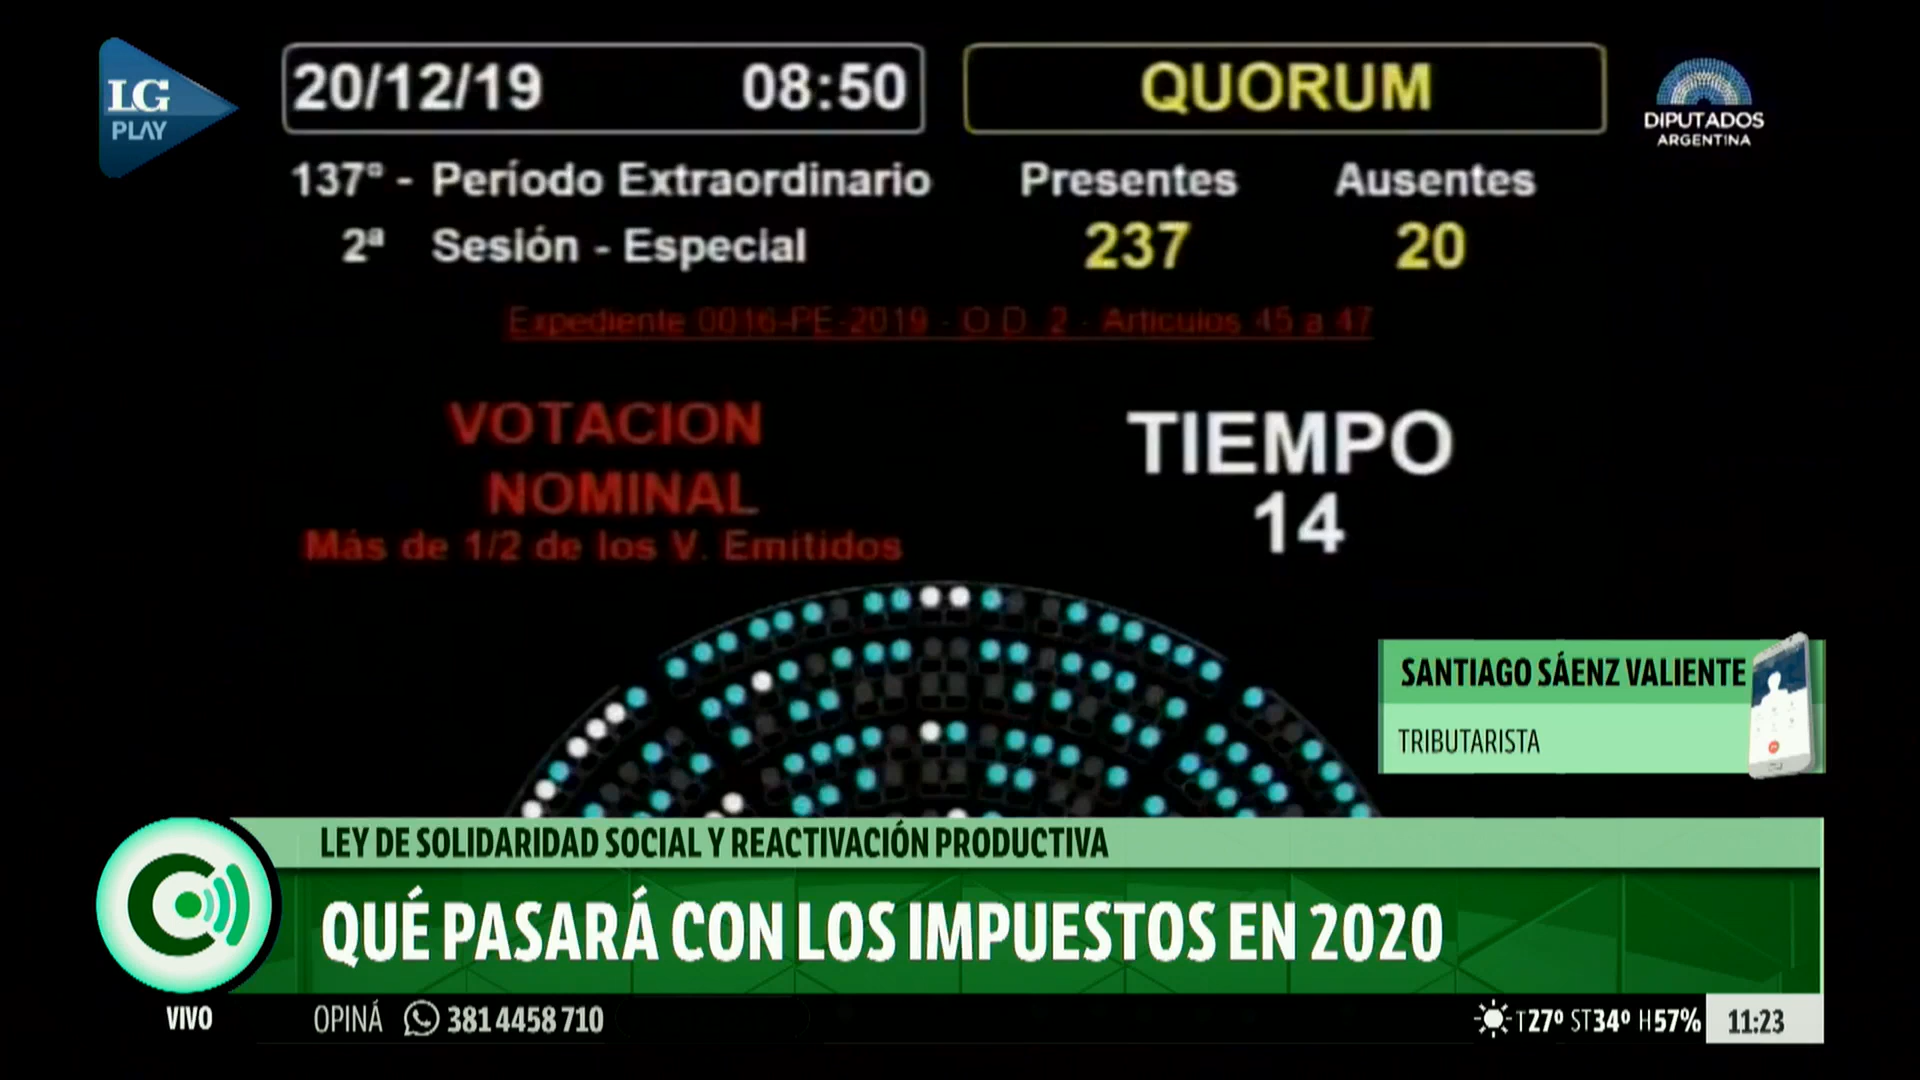 LG
PLAY
20/12/19 08:50
QUORUM
DIPUTADOS
ARGENTINA
137º - Período Extraordinario
Presentes Ausentes
2ª Sesión - Especial
237 20
Expediente 0016-PE-2019 - O.D. 2 - Artículos 45 a 47
VOTACION
NOMINAL
Más de 1/2 de los V. Emitidos
TIEMPO
14
SANTIAGO SÁENZ VALIENTE
TRIBUTARISTA
LEY DE SOLIDARIDAD SOCIAL Y REACTIVACIÓN PRODUCTIVA
QUÉ PASARÁ CON LOS IMPUESTOS EN 2020
VIVO
OPINÁ 381 4458 710
T27º ST34º H57% 11:23